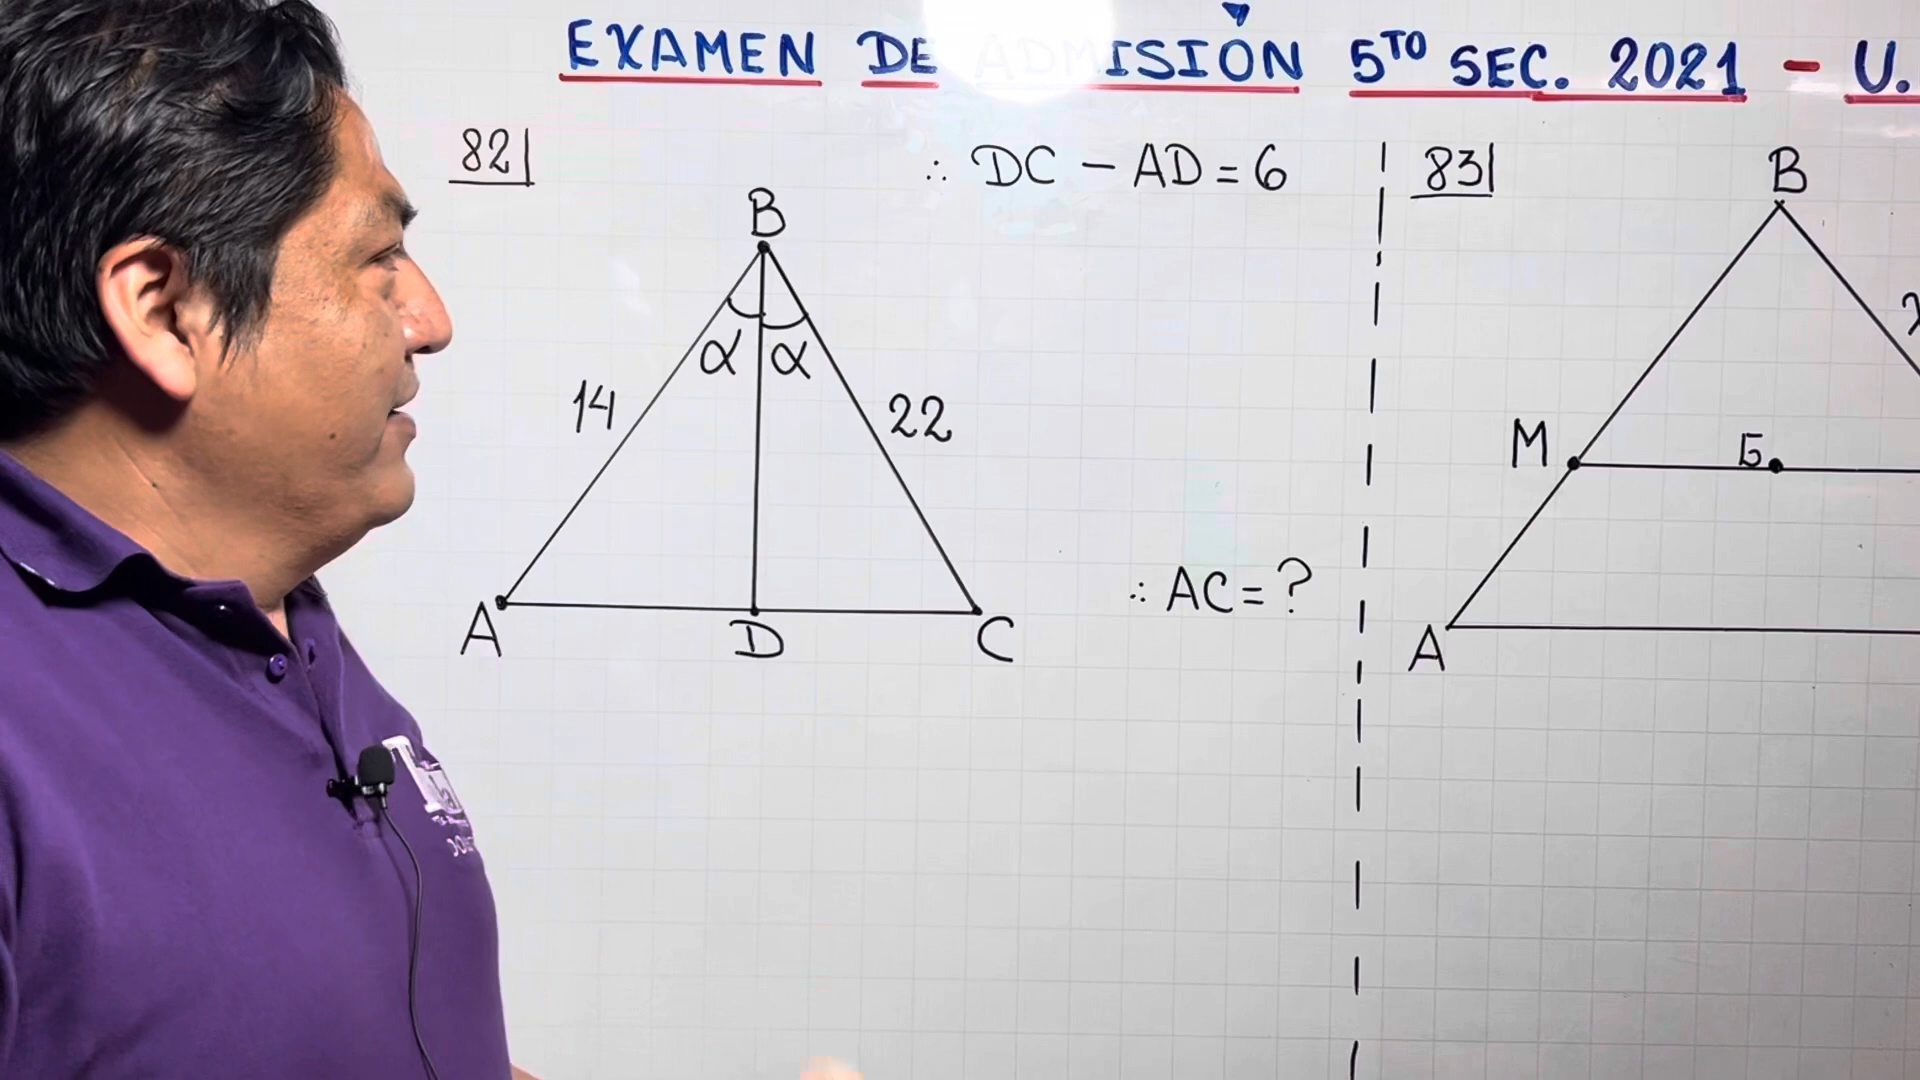 EXAMEN DE ADMISIÓN 5TO SEC. 2021 - U.
82|
∴ DC - AD = 6
B
α α
14
22
A
D
C
∴ AC = ?
83|
B
M
5
A